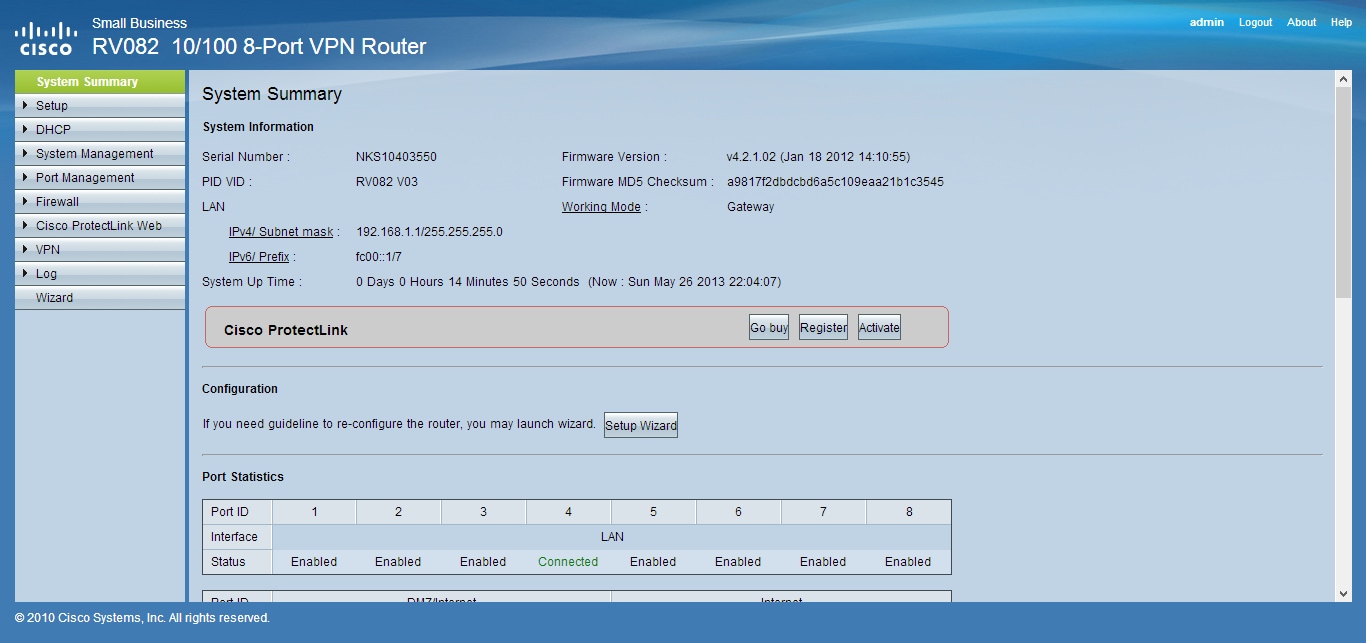 Small Business
CISCO RV082 10/100 8-Port VPN Router
admin Logout About Help
System Summary
Setup
DHCP
System Management
Port Management
Firewall
Cisco ProtectLink Web
VPN
Log
Wizard
System Summary
System Information
Serial Number : NKS10403550 Firmware Version : v4.2.1.02 (Jan 18 2012 14:10:55)
PID VID : RV082 V03 Firmware MD5 Checksum : a9817f2dbdcbd6a5c109eaa21b1c3545
LAN Working Mode : Gateway
IPv4/ Subnet mask : 192.168.1.1/255.255.255.0
IPv6/ Prefix : fc00::1/7
System Up Time : 0 Days 0 Hours 14 Minutes 50 Seconds (Now : Sun May 26 2013 22:04:07)
Cisco ProtectLink Go buy Register Activate
Configuration
If you need guideline to re-configure the router, you may launch wizard. Setup Wizard
Port Statistics
Port ID 1 2 3 4 5 6 7 8
Interface LAN
Status Enabled Enabled Enabled Connected Enabled Enabled Enabled Enabled
Port ID DMZ/Internet Internet
© 2010 Cisco Systems, Inc. All rights reserved.